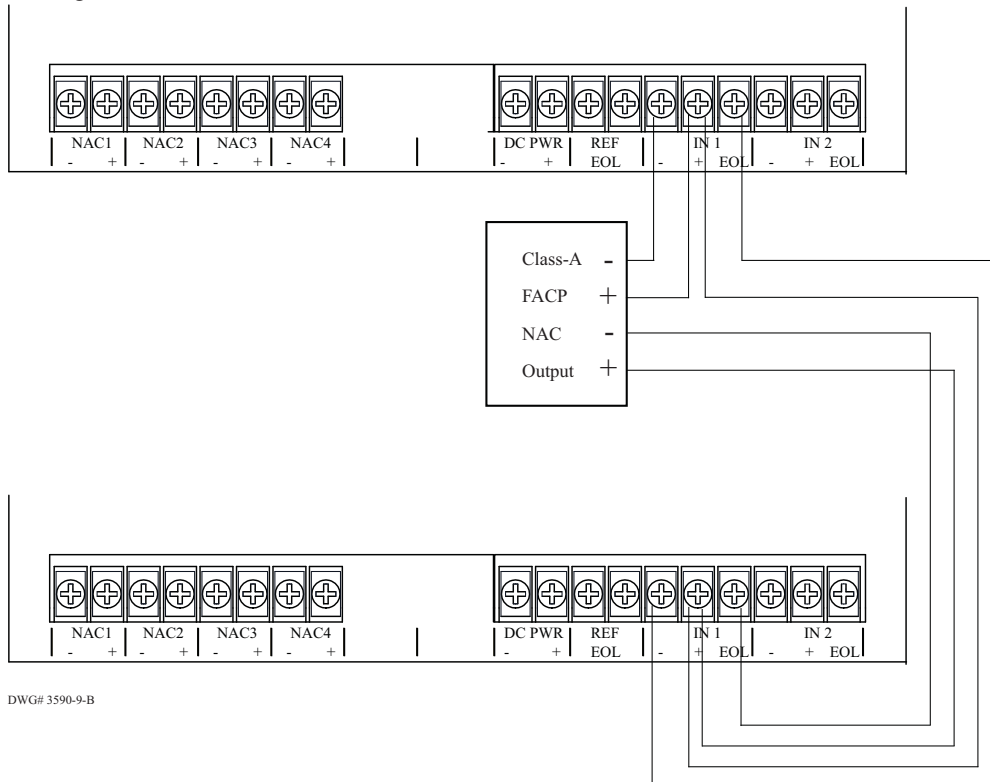 NAC1 NAC2 NAC3 NAC4 DC PWR REF IN 1 IN 2
- + - + - + - + - + EOL - + EOL - + EOL
Class-A -
FACP +
NAC -
Output +
NAC1 NAC2 NAC3 NAC4 DC PWR REF IN 1 IN 2
- + - + - + - + - + EOL - + EOL - + EOL
DWG# 3590-9-B